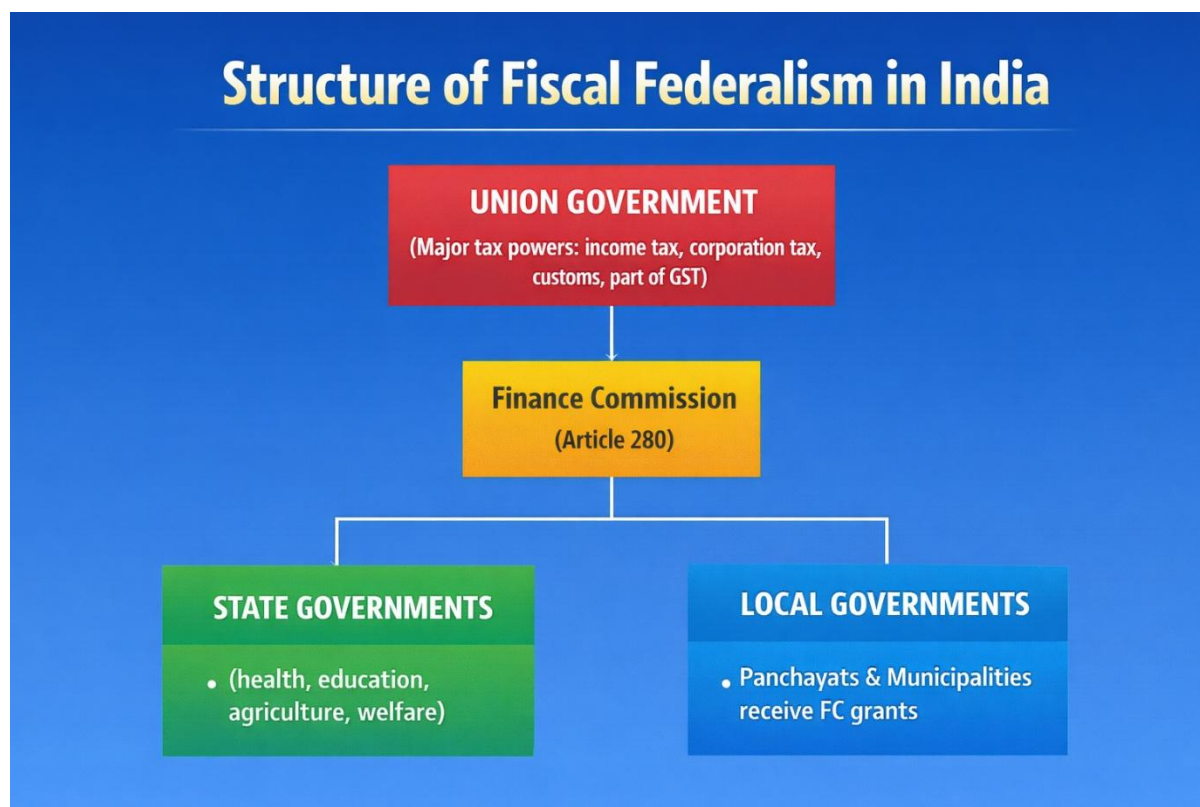 Structure of Fiscal Federalism in India
UNION GOVERNMENT
(Major tax powers: income tax, corporation tax,
customs, part of GST)
Finance Commission
(Article 280)
STATE GOVERNMENTS
• (health, education,
agriculture, welfare)
LOCAL GOVERNMENTS
• Panchayats & Municipalities
receive FC grants